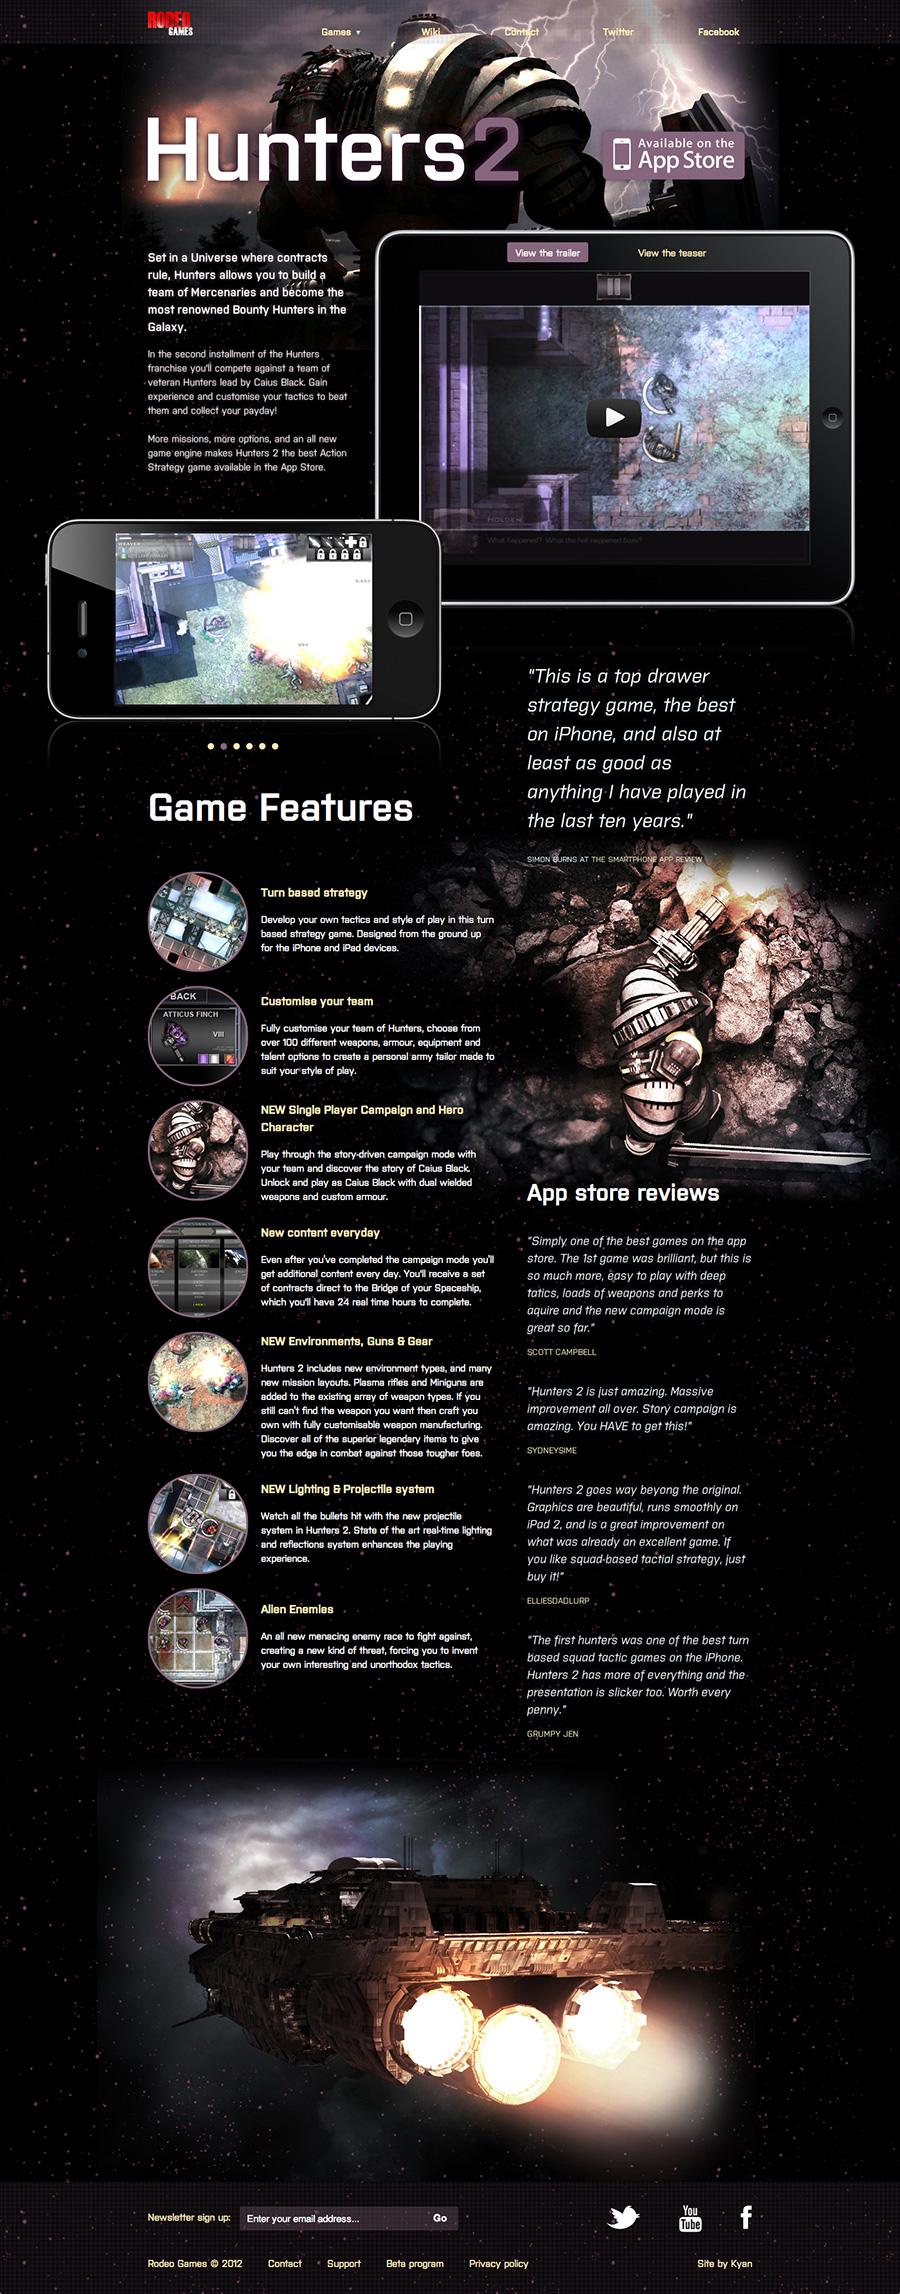 RODEO
GAMES
Games ▼
Wiki
Contact
Twitter
Facebook
Hunters2
Available on the
App Store
Set in a Universe where contracts
rule, Hunters allows you to build a
team of Mercenaries and become the
most renowned Bounty Hunters in the
Galaxy.
In the second installment of the Hunters
franchise you'll compete against a team of
veteran Hunters lead by Caius Black. Gain
experience and customise your tactics to beat
them and collect your payday!
More missions, more options, and an all new
game engine makes Hunters 2 the best Action
Strategy game available in the App Store.
View the trailer
View the teaser
HOLDEN
What happened? What the hell happened boss?
WEAVER
"This is a top drawer
strategy game, the best
on iPhone, and also at
least as good as
anything I have played in
the last ten years."
SIMON BURNS AT THE SMARTPHONE APP REVIEW
Game Features
Turn based strategy
Develop your own tactics and style of play in this turn
based strategy game. Designed from the ground up
for the iPhone and iPad devices.
BACK
ATTICUS FINCH
VIII
Customise your team
Fully customise your team of Hunters, choose from
over 100 different weapons, armour, equipment and
talent options to create a personal army tailor made to
suit your style of play.
NEW Single Player Campaign and Hero
Character
Play through the story-driven campaign mode with
your team and discover the story of Caius Black.
Unlock and play as Caius Black with dual wielded
weapons and custom armour.
New content everyday
Even after you've completed the campaign mode you'll
get additional content every day. You'll receive a set
of contracts direct to the Bridge of your Spaceship,
which you'll have 24 real time hours to complete.
NEW Environments, Guns & Gear
Hunters 2 includes new environment types, and many
new mission layouts. Plasma rifles and Miniguns are
added to the existing array of weapon types. If you
still can't find the weapon you want then craft you
own with fully customisable weapon manufacturing.
Discover all of the superior legendary items to give
you the edge in combat against those tougher foes.
NEW Lighting & Projectile system
Watch all the bullets hit with the new projectile
system in Hunters 2. State of the art real-time lighting
and reflections system enhances the playing
experience.
Alien Enemies
An all new menacing enemy race to fight against,
creating a new kind of threat, forcing you to invent
your own interesting and unorthodox tactics.
App store reviews
"Simply one of the best games on the app
store. The 1st game was brilliant, but this is
so much more, easy to play with deep
tatics, loads of weapons and perks to
aquire and the new campaign mode is
great so far."
SCOTT CAMPBELL
"Hunters 2 is just amazing. Massive
improvement all over. Story campaign is
amazing. You HAVE to get this!"
SYDNEYSIME
"Hunters 2 goes way beyong the original.
Graphics are beautiful, runs smoothly on
iPad 2, and is a great improvement on
what was already an excellent game. If
you like squad-based tactial strategy, just
buy it!"
ELLIESDADLURP
"The first hunters was one of the best turn
based squad tactic games on the iPhone.
Hunters 2 has more of everything and the
presentation is slicker too. Worth every
penny."
GRUMPY JEN
Newsletter sign up:
Enter your email address...
Go
You
Tube
f
Rodeo Games © 2012
Contact
Support
Beta program
Privacy policy
Site by Kyan